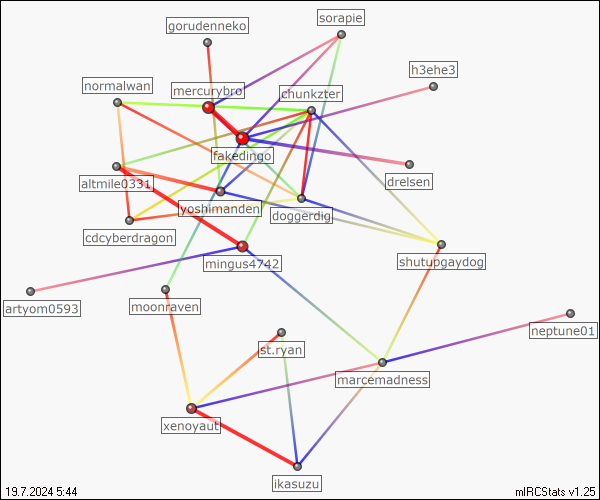 sorapie
gorudenneko
h3ehe3
normalwan
mercurybro
chunkzter
fakedingo
drelsen
altmile0331
yoshimanden
doggerdig
cdcyberdragon
shutupgaydog
mingus4742
artyom0593
moonraven
neptune01
st.ryan
marcemadness
xenoyaut
ikasuzu
19.7.2024 5:44
mIRCStats v1.25